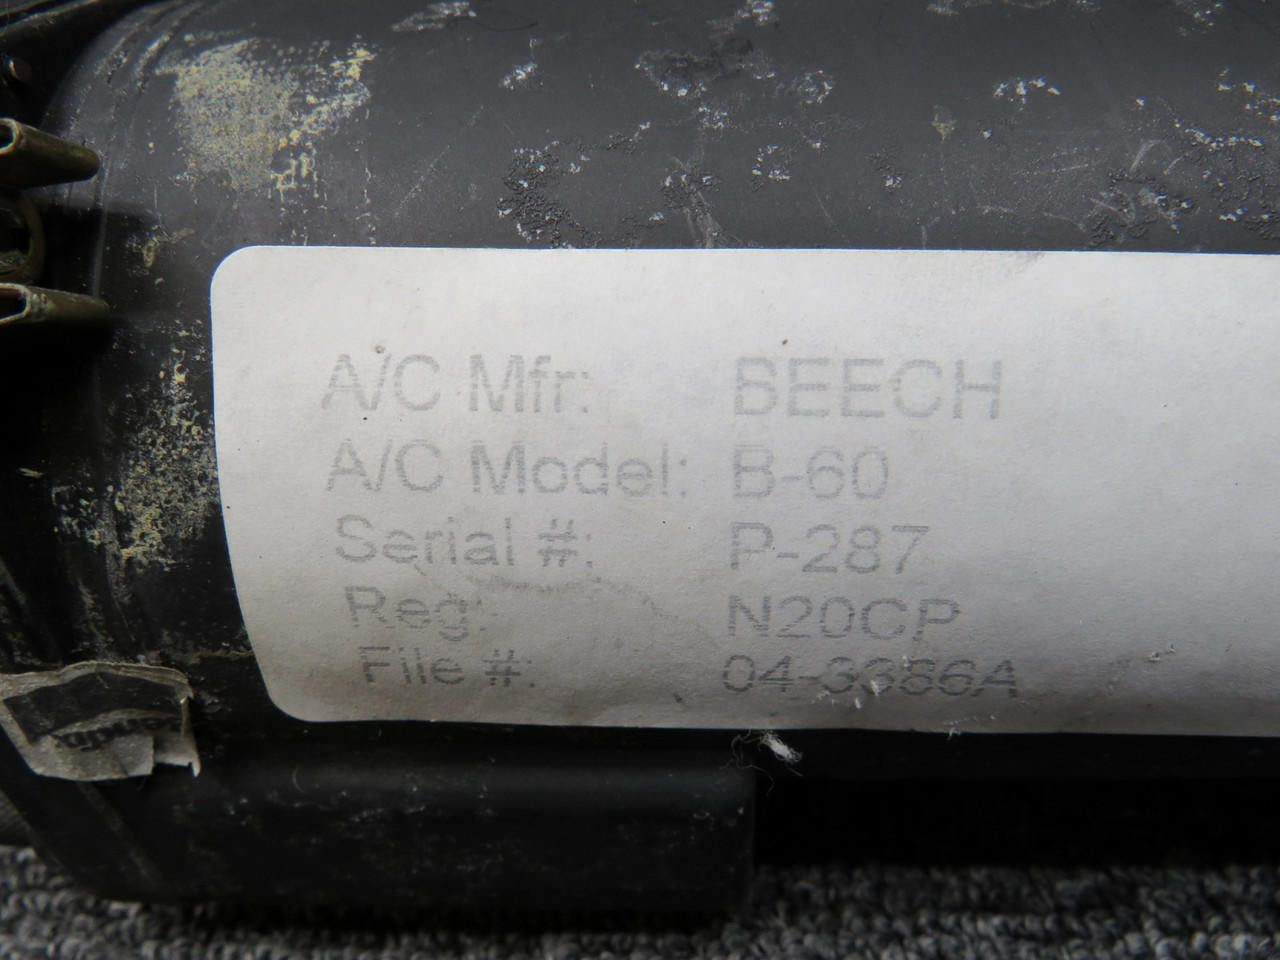 A/C Mfr: BEECH
A/C Model: B-60
Serial #: P-287
Reg: N20CP
File #: 04-3386A